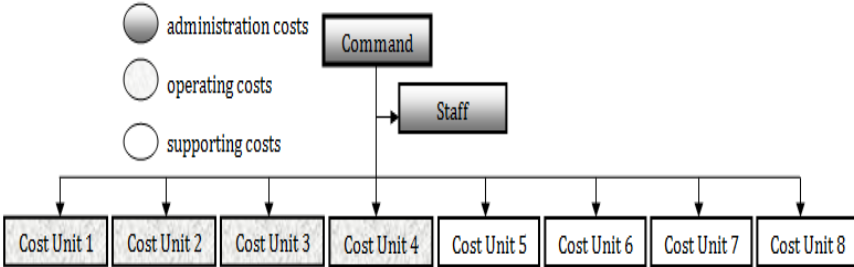 administration costs
Command
operating costs
Staff
supporting costs
Cost Unit 1
Cost Unit 2
Cost Unit 3
Cost Unit 4
Cost Unit 5
Cost Unit 6
Cost Unit 7
Cost Unit 8